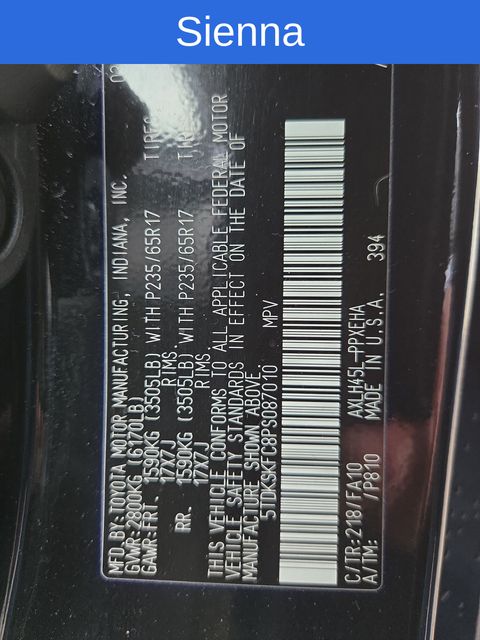 Sienna
MFD.BY:TOYOTA MOTOR MANUFACTURING, INDIANA, INC.
GVWR:2800KG (6170LB)
GAWR:FRT. 1590KG (3505LB) WITH P235/65R17 TIRES
17X7J RIMS.
RR. 1590KG (3505LB) WITH P235/65R17
17X7J RIMS.
THIS VEHICLE CONFORMS TO ALL APPLICABLE FEDERAL MOTOR
VEHICLE SAFETY STANDARDS IN EFFECT ON THE DATE OF
MANUFACTURE SHOWN ABOVE.
5TDKSKFC8PS087010 MPV
C/TR:218/FA10 AXLH45L-PPXEHA 394
A/TM: /P810 MADE IN U.S.A.